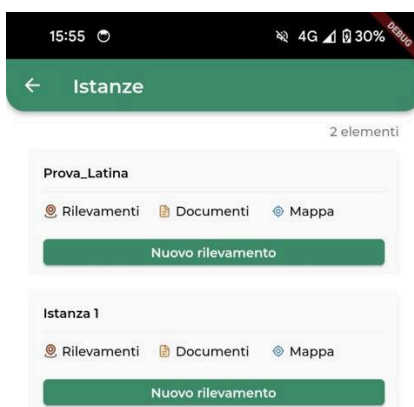 15:55 4G 30%
DEBUG
Istanze
2 elementi
Prova_Latina
Rilevamenti Documenti Mappa
Nuovo rilevamento
Istanza 1
Rilevamenti Documenti Mappa
Nuovo rilevamento